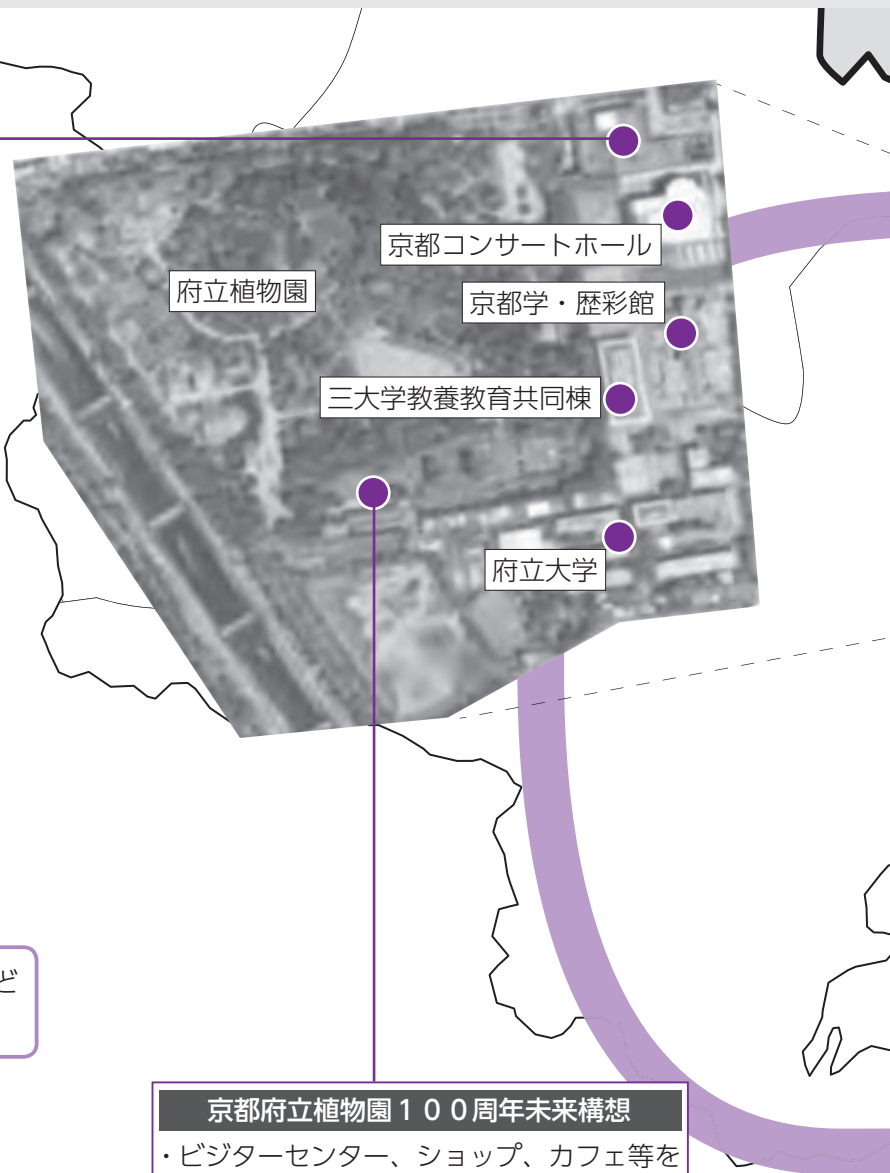 京都コンサートホール
府立植物園
京都学・歴彩館
三大学教養教育共同棟
府立大学
ど
京都府立植物園１００周年未来構想
・ビジターセンター、ショップ、カフェ等を